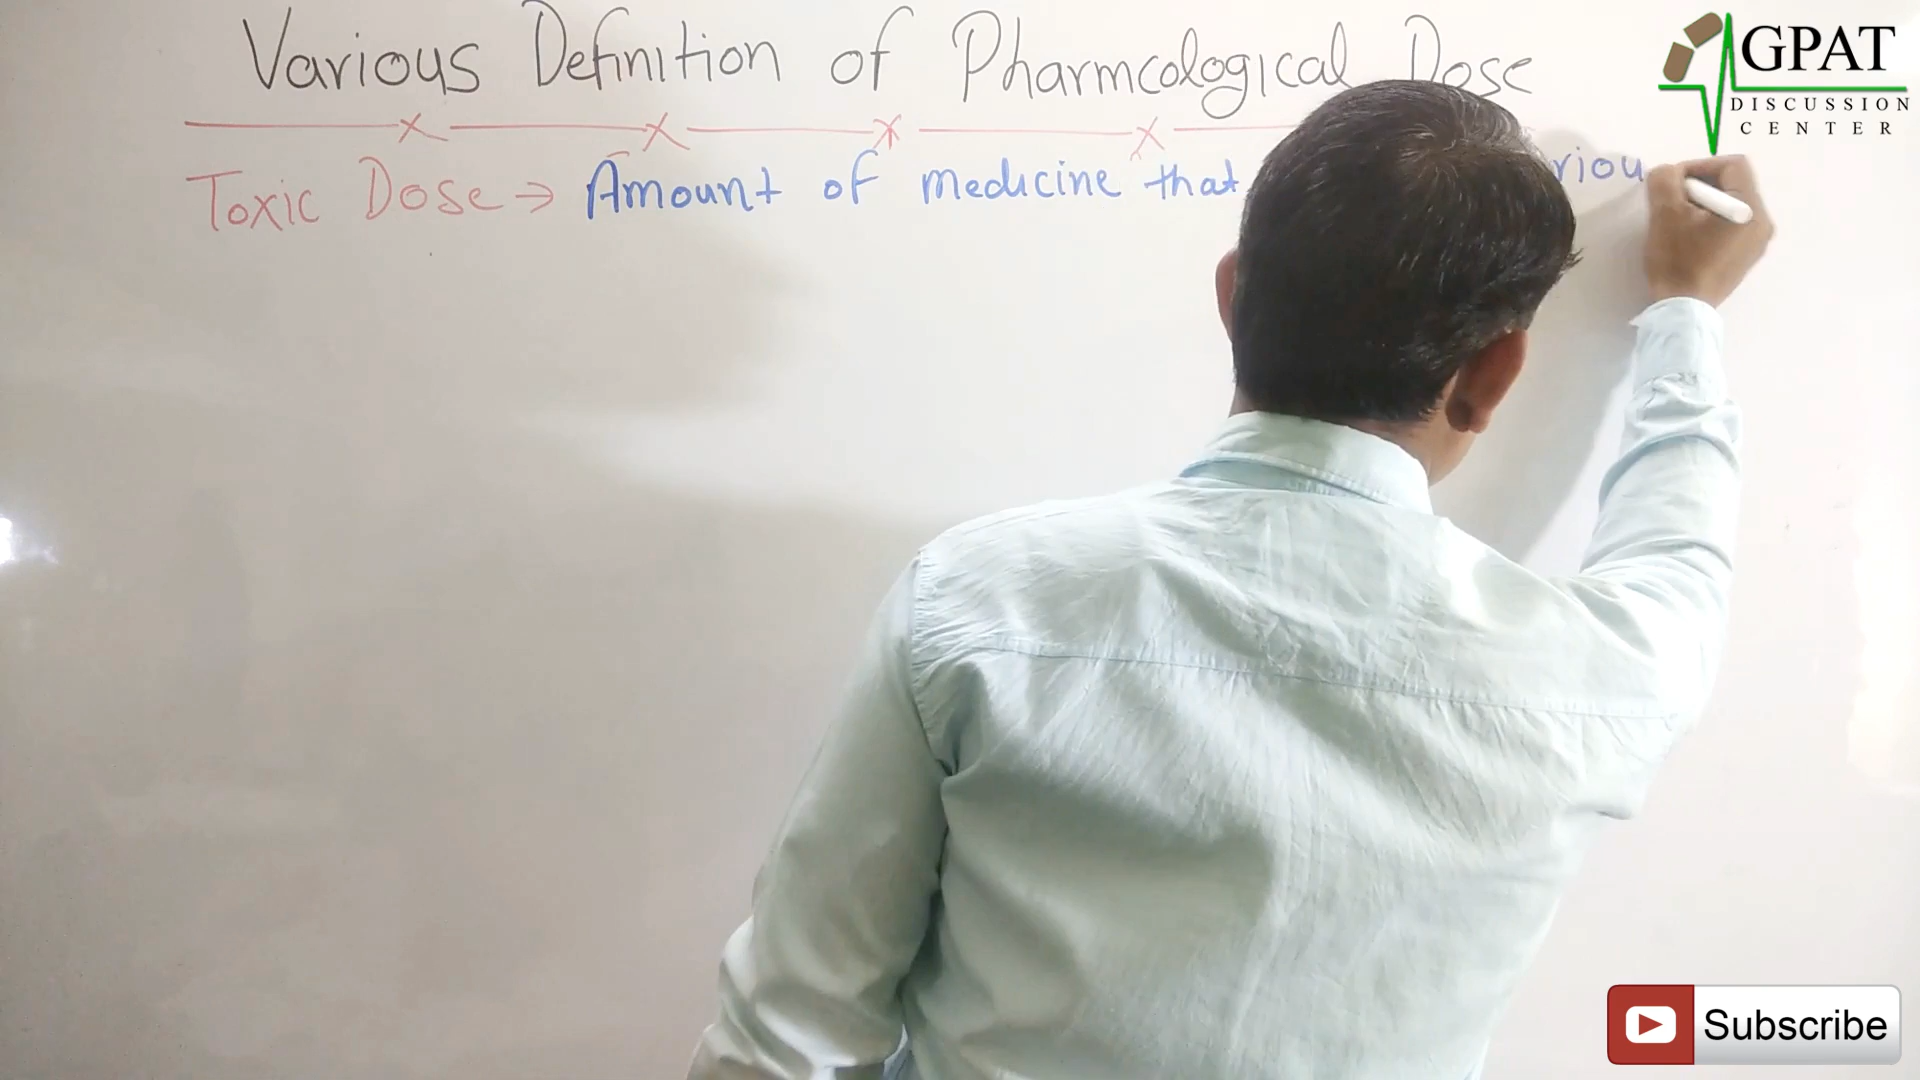 Various Definition of Pharmcological Dose
Toxic Dose → Amount of medicine that riou
GPAT
DISCUSSION
CENTER
Subscribe